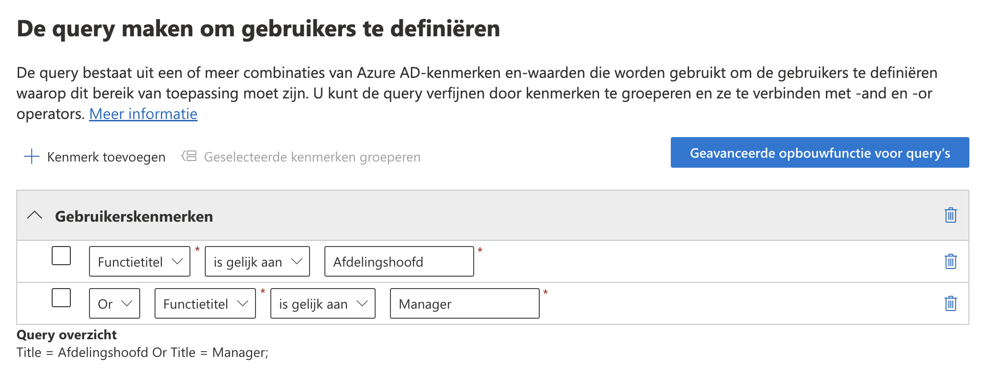 De query maken om gebruikers te definiëren
De query bestaat uit een of meer combinaties van Azure AD-kenmerken en-waarden die worden gebruikt om de gebruikers te definiëren
waarop dit bereik van toepassing moet zijn. U kunt de query verfijnen door kenmerken te groeperen en ze te verbinden met -and en -or
operators. Meer informatie
Kenmerk toevoegen Geselecteerde kenmerken groeperen Geavanceerde opbouwfunctie voor query's
Gebruikerskenmerken
Functietitel * is gelijk aan Afdelingshoofd *
Or Functietitel * is gelijk aan Manager *
Query overzicht
Title = Afdelingshoofd Or Title = Manager;